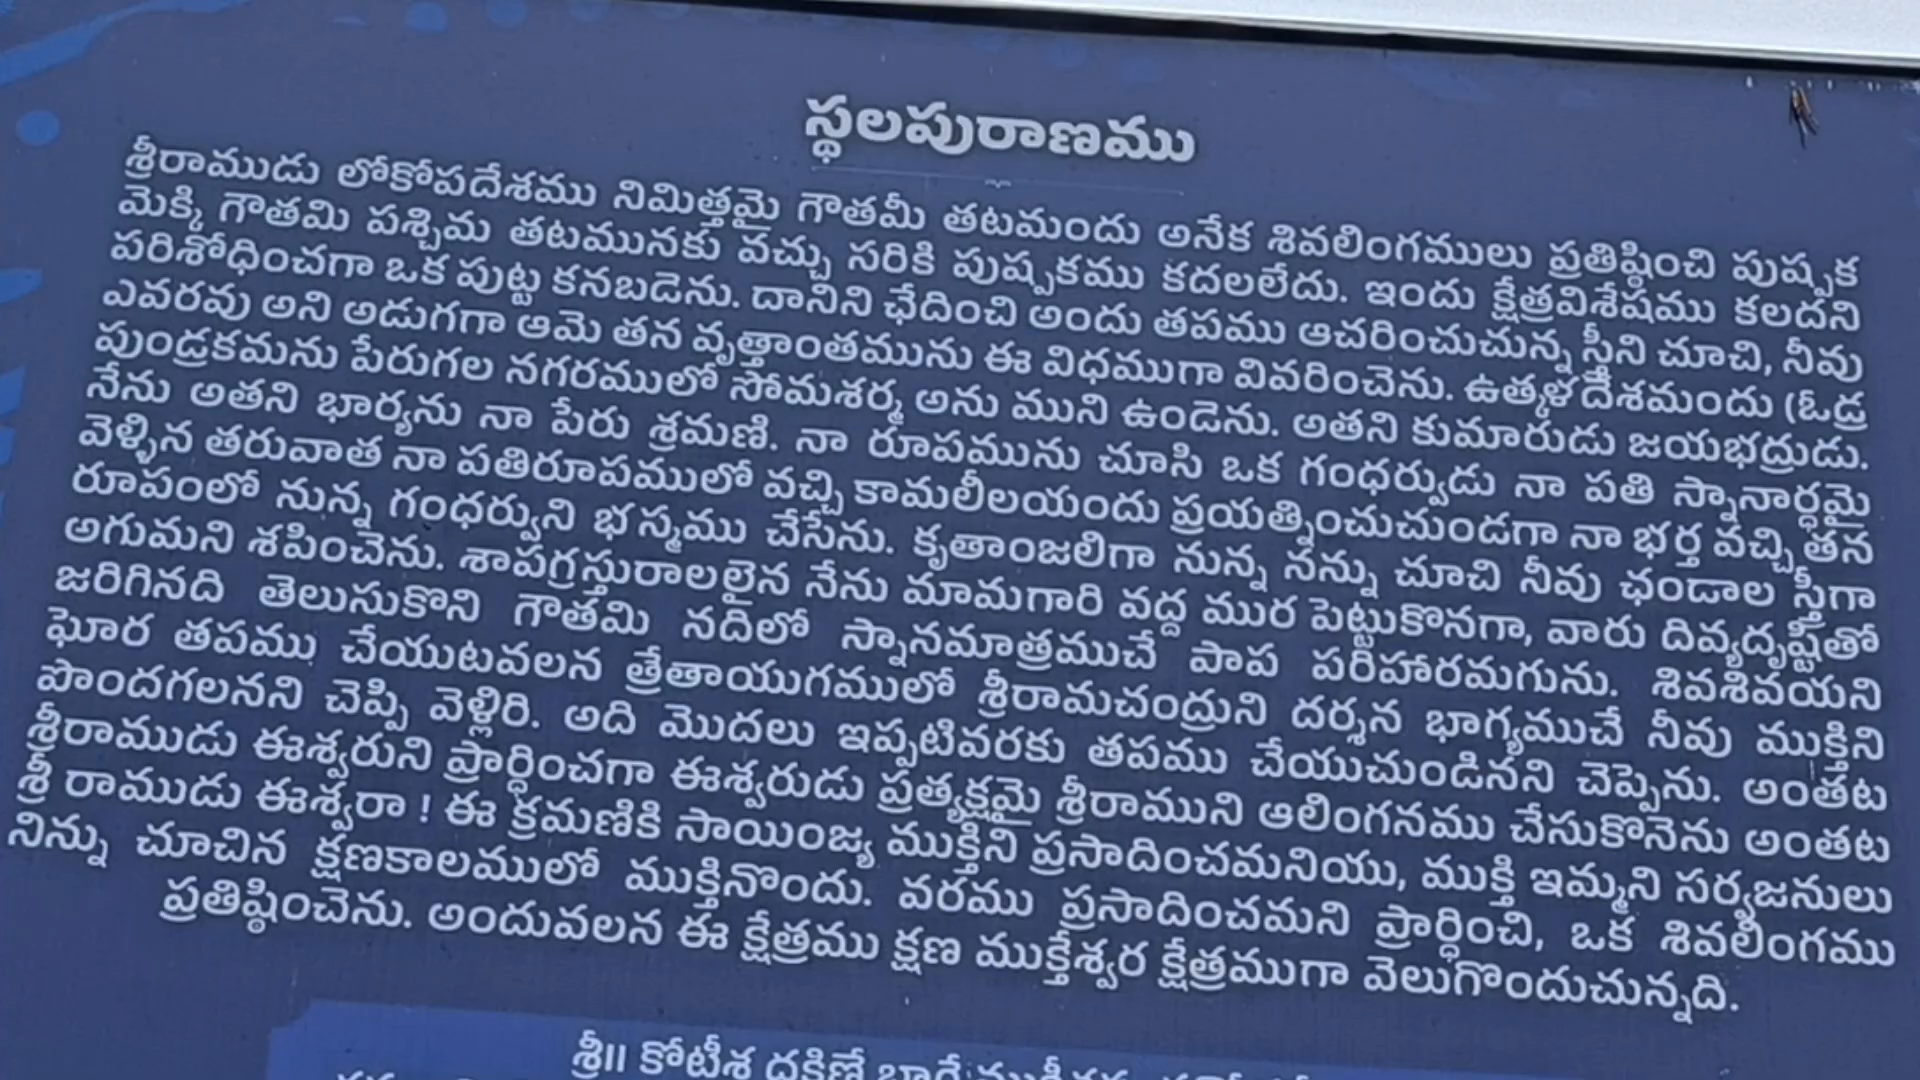 స్థలపురాణము
శ్రీరాముడు లోకోపదేశము నిమిత్తమై గౌతమీ తటమందు అనేక శివలింగములు ప్రతిష్ఠించి పుష్పక
మెక్కి గౌతమి పశ్చిమ తటమునకు వచ్చు సరికి పుష్పకము కదలలేదు. ఇందు క్షేత్రవిశేషము కలదని
పరిశోధించగా ఒక పుట్ట కనబడెను. దానిని ఛేదించి అందు తపము ఆచరించుచున్న స్త్రీని చూచి, నీవు
ఎవరవు అని అడుగగా ఆమె తన వృత్తాంతమును ఈ విధముగా వివరించెను. ఉత్కళ దేశమందు (ఓడ్ర
పుండ్రకమను పేరుగల నగరములో సోమశర్మ అను ముని ఉండెను. అతని కుమారుడు జయభద్రుడు.
నేను అతని భార్యను నా పేరు శ్రమణి. నా రూపమును చూసి ఒక గంధర్వుడు నా పతి స్నానార్ధమై
వెళ్ళిన తరువాత నా పతిరూపములో వచ్చి కామలీలయందు ప్రయత్నించుచుండగా నా భర్త వచ్చి తన
రూపంలో నున్న గంధర్వుని భస్మము చేసేను. కృతాంజలిగా నున్న నన్ను చూచి నీవు ఛండాల స్త్రీగా
అగుమని శపించెను. శాపగ్రస్తురాలలైన నేను మామగారి వద్ద ముర పెట్టుకొనగా, వారు దివ్యదృష్టితో
జరిగినది తెలుసుకొని గౌతమి నదిలో స్నానమాత్రముచే పాప పరిహారమగును. శివశివయని
ఘోర తపము చేయుటవలన త్రేతాయుగములో శ్రీరామచంద్రుని దర్శన భాగ్యముచే నీవు ముక్తిని
పొందగలనని చెప్పి వెళ్లిరి. అది మొదలు ఇప్పటివరకు తపము చేయుచుండినని చెప్పెను. అంతట
శ్రీరాముడు ఈశ్వరుని ప్రార్ధించగా ఈశ్వరుడు ప్రత్యక్షమై శ్రీరాముని ఆలింగనము చేసుకొనెను అంతట
శ్రీ రాముడు ఈశ్వరా ! ఈ క్రమణికి సాయింజ్య ముక్తిని ప్రసాదించమనియు, ముక్తి ఇమ్మని సర్వజనులు
నిన్ను చూచిన క్షణకాలములో ముక్తినొందు. వరము ప్రసాదించమని ప్రార్ధించి, ఒక శివలింగము
ప్రతిష్ఠించెను. అందువలన ఈ క్షేత్రము క్షణ ముక్తేశ్వర క్షేత్రముగా వెలుగొందుచున్నది.
శ్రీ॥ కోటీశ దక్షిణే